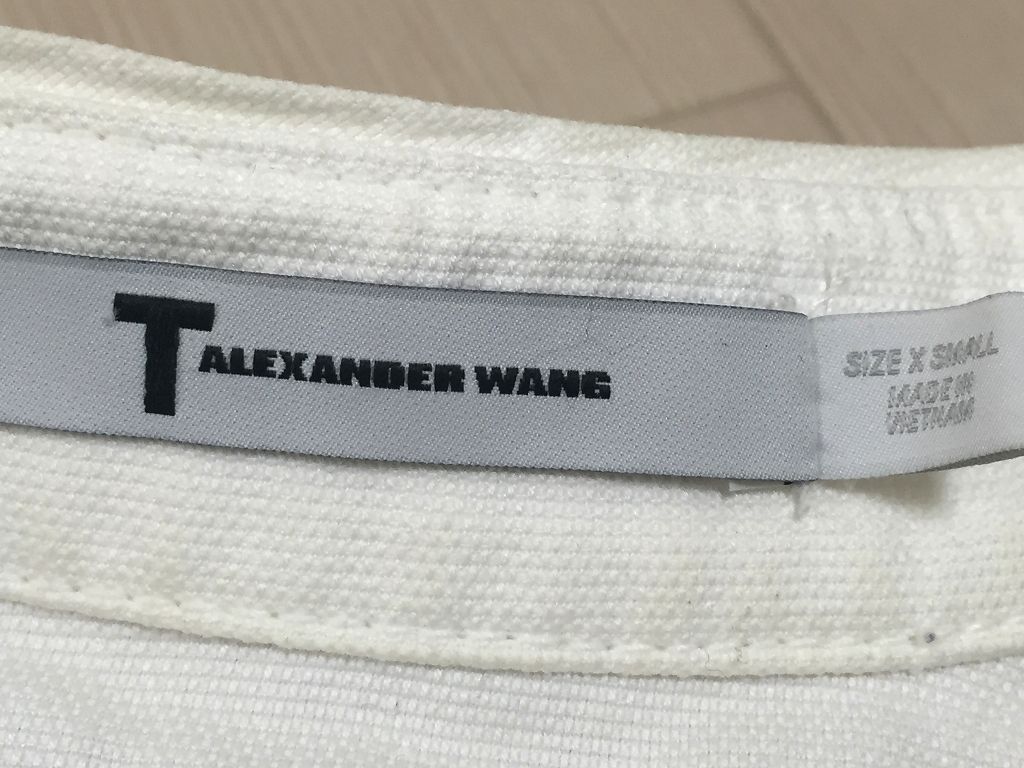 T ALEXANDER WANG
SIZE X SMALL
MADE IN
VIETNAM